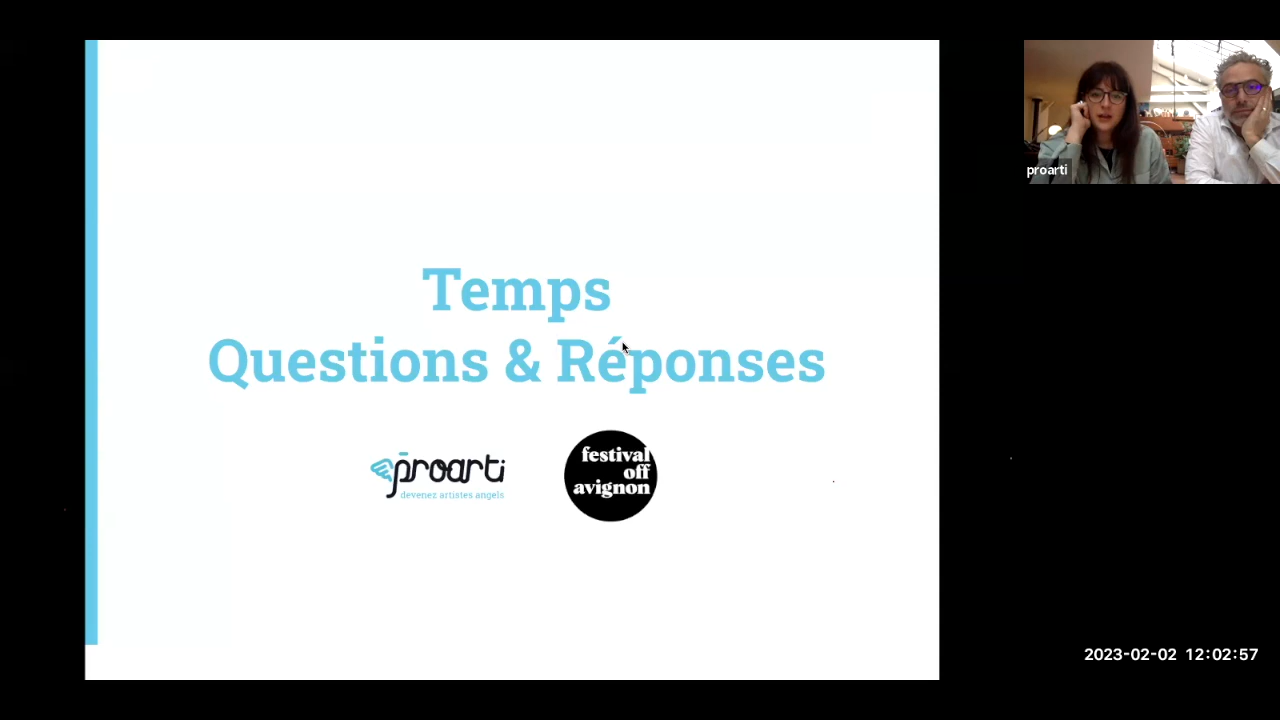 Temps
Questions & Réponses
proarti
devenez artistes angels
festival
off
avignon
proarti
2023-02-02 12:02:57